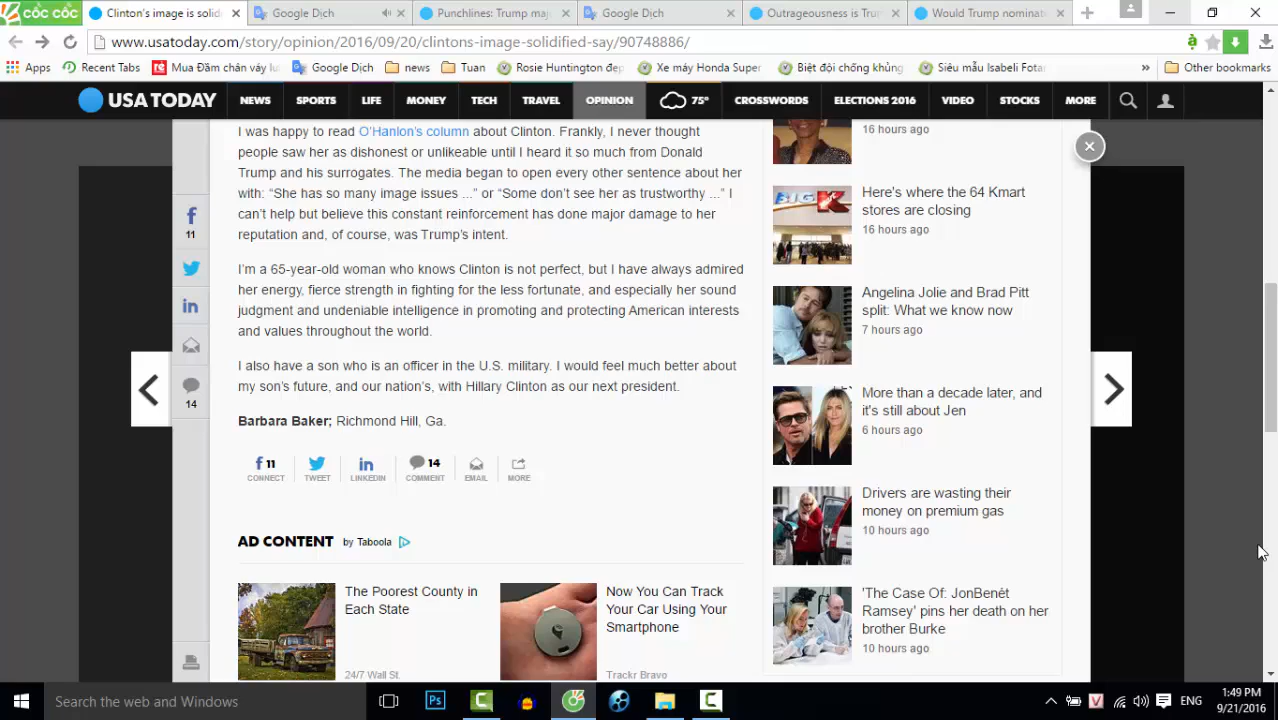 CỐC CỐC
Clinton's image is solid
Google Dịch
Punchlines: Trump maj
Google Dịch
Outrageousness is Trum
Would Trump nominat
www.usatoday.com/story/opinion/2016/09/20/clintons-image-solidified-say/90748886/
Apps
Recent Tabs
Mua Đầm chân váy lu
Google Dịch
news
Tuan
Rosie Huntington đẹp
Xe máy Honda Super
Biệt đội chống khủng
Siêu mẫu Isabeli Fotan
Other bookmarks
USA TODAY
NEWS
SPORTS
LIFE
MONEY
TECH
TRAVEL
OPINION
75°
CROSSWORDS
ELECTIONS 2016
VIDEO
STOCKS
MORE
11
14
I was happy to read O'Hanlon's column about Clinton. Frankly, I never thought
people saw her as dishonest or unlikeable until I heard it so much from Donald
Trump and his surrogates. The media began to open every other sentence about her
with: “She has so many image issues ...” or “Some don't see her as trustworthy ...” I
can't help but believe this constant reinforcement has done major damage to her
reputation and, of course, was Trump's intent.
I'm a 65-year-old woman who knows Clinton is not perfect, but I have always admired
her energy, fierce strength in fighting for the less fortunate, and especially her sound
judgment and undeniable intelligence in promoting and protecting American interests
and values throughout the world.
I also have a son who is an officer in the U.S. military. I would feel much better about
my son's future, and our nation's, with Hillary Clinton as our next president.
Barbara Baker; Richmond Hill, Ga.
11
CONNECT
TWEET
LINKEDIN
14
COMMENT
EMAIL
MORE
AD CONTENT by Taboola
The Poorest County in
Each State
24/7 Wall St.
Now You Can Track
Your Car Using Your
Smartphone
Trackr Bravo
16 hours ago
BIG K
Here's where the 64 Kmart
stores are closing
16 hours ago
Angelina Jolie and Brad Pitt
split: What we know now
7 hours ago
More than a decade later, and
it's still about Jen
6 hours ago
Drivers are wasting their
money on premium gas
10 hours ago
'The Case Of: JonBenét
Ramsey' pins her death on her
brother Burke
10 hours ago
Search the web and Windows
Ps
ENG
1:49 PM
9/21/2016